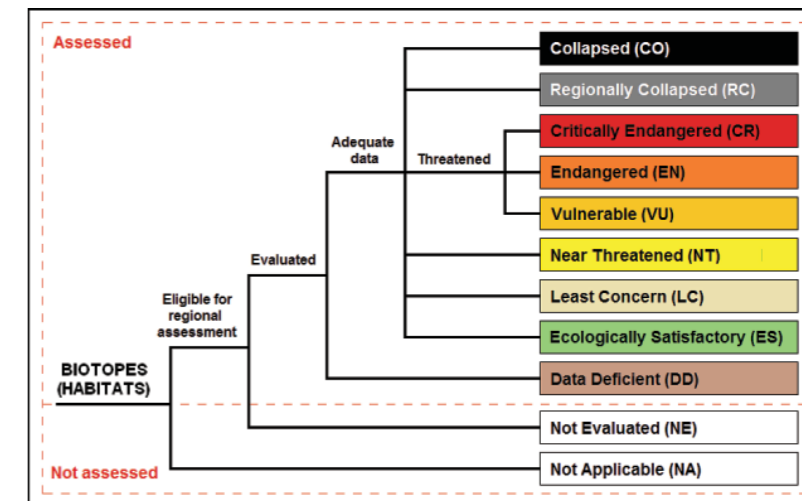 Assessed
Collapsed (CO)
Regionally Collapsed (RC)
Critically Endangered (CR)
Adequate
data
Threatened
Endangered (EN)
Vulnerable (VU)
Evaluated
Near Threatened (NT)
Eligible for
regional
assessment
Least Concern (LC)
Ecologically Satisfactory (ES)
BIOTOPES
(HABITATS)
Data Deficient (DD)
Not Evaluated (NE)
Not assessed
Not Applicable (NA)